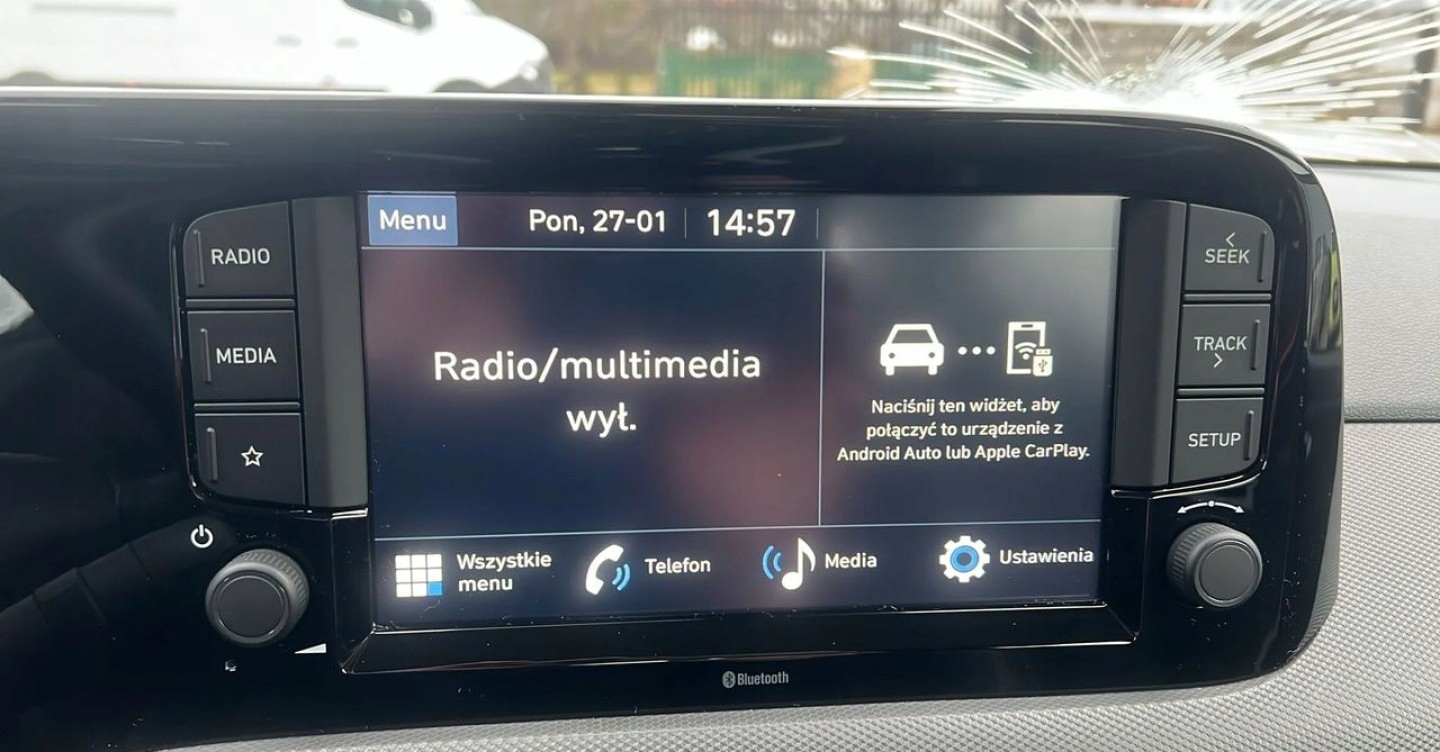 Menu
Pon, 27-01
14:57
RADIO
MEDIA
Radio/multimedia
wył.
Naciśnij ten widżet, aby
połączyć to urządzenie z
Android Auto lub Apple CarPlay.
SEEK
TRACK
SETUP
Wszystkie
menu
Telefon
Media
Ustawienia
Bluetooth